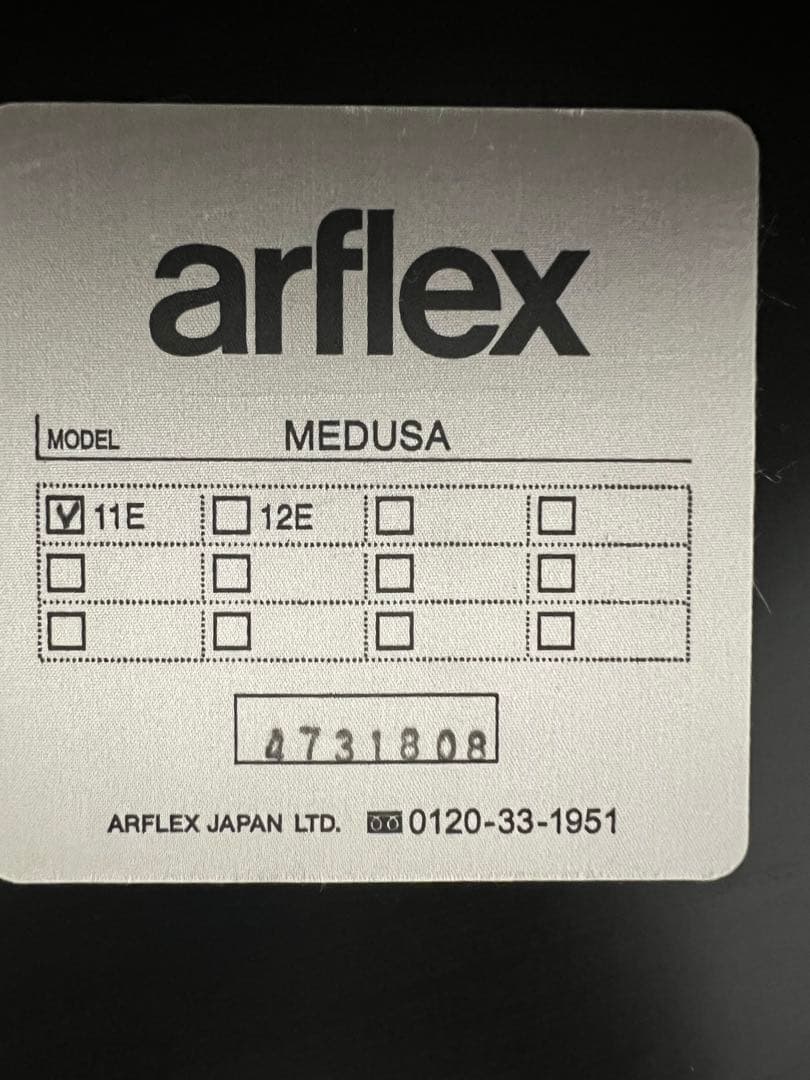 arflex
MODEL MEDUSA
☑ 11E ☐ 12E ☐ ☐
☐ ☐ ☐ ☐
☐ ☐ ☐ ☐
4731808
ARFLEX JAPAN LTD. 0120-33-1951